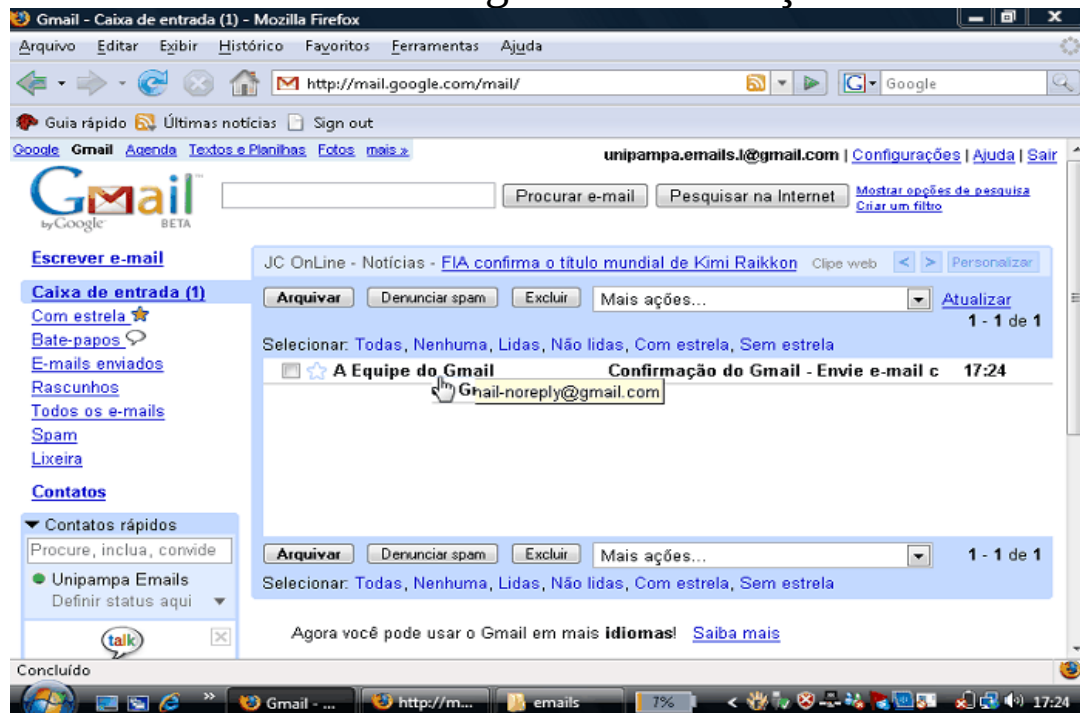 Gmail - Caixa de entrada (1) - Mozilla Firefox
Arquivo Editar Exibir Histórico Favoritos Ferramentas Ajuda
http://mail.google.com/mail/ G Google
Guia rápido Últimas notícias Sign out
Google Gmail Agenda Textos e Planilhas Fotos mais »
unipampa.emails.l@gmail.com | Configurações | Ajuda | Sair
Gmail by Google BETA
Procurar e-mail Pesquisar na Internet Mostrar opções de pesquisa
Criar um filtro
Escrever e-mail
Caixa de entrada (1)
Com estrela
Bate-papos
E-mails enviados
Rascunhos
Todos os e-mails
Spam
Lixeira
Contatos
Contatos rápidos
Procure, inclua, convide
Unipampa Emails
Definir status aqui
talk
JC OnLine - Notícias - FIA confirma o título mundial de Kimi Raikkon Clipe web < > Personalizar
Arquivar Denunciar spam Excluir Mais ações... Atualizar
1 - 1 de 1
Selecionar: Todas, Nenhuma, Lidas, Não lidas, Com estrela, Sem estrela
A Equipe do Gmail Confirmação do Gmail - Envie e-mail c 17:24
Gmail-noreply@gmail.com
Arquivar Denunciar spam Excluir Mais ações... 1 - 1 de 1
Selecionar: Todas, Nenhuma, Lidas, Não lidas, Com estrela, Sem estrela
Agora você pode usar o Gmail em mais idiomas! Saiba mais
Concluído
Gmail - ... http://m... emails 7% 17:24